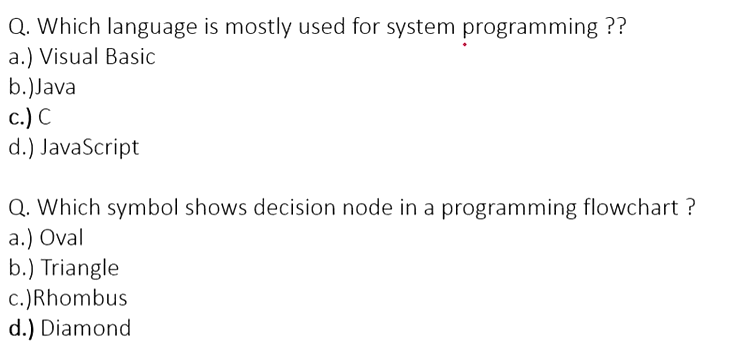 Q. Which language is mostly used for system programming ??
a.) Visual Basic
b.)Java
c.) C
d.) JavaScript
Q. Which symbol shows decision node in a programming flowchart ?
a.) Oval
b.) Triangle
c.)Rhombus
d.) Diamond